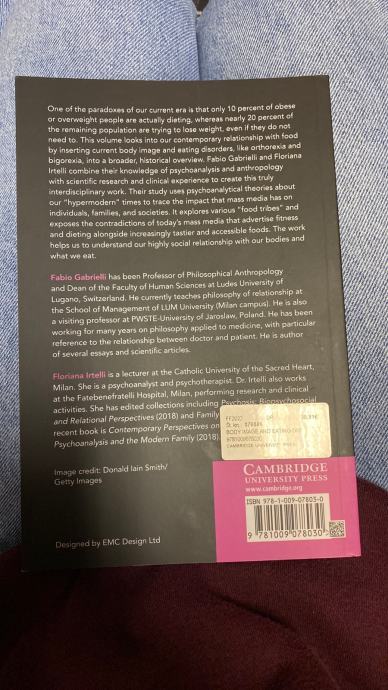 One of the paradoxes of our current era is that only 10 percent of obese
or overweight people are actually dieting, whereas nearly 20 percent of
the remaining population are trying to lose weight, even if they do not
need to. This volume looks into our contemporary relationship with food
by inserting current body image and eating disorders, like orthorexia and
bigorexia, into a broader, historical overview. Fabio Gabrielli and Floriana
Irtelli combine their knowledge of psychoanalysis and anthropology
with scientific research and clinical experience to create this truly
interdisciplinary work. Their study uses psychoanalytical theories about
our "hypermodern" times to trace the impact that mass media has on
individuals, families, and societies. It explores various "food tribes" and
exposes the contradictions of today's mass media that advertise fitness
and dieting alongside increasingly tastier and accessible foods. The work
helps us to understand our highly social relationship with our bodies and
what we eat.
Fabio Gabrielli has been Professor of Philosophical Anthropology
and Dean of the Faculty of Human Sciences at Ludes University of
Lugano, Switzerland. He currently teaches philosophy of relationship at
the School of Management of LUM University (Milan campus). He is also
a visiting professor at PWSTE-University of Jaroslaw, Poland. He has been
working for many years on philosophy applied to medicine, with particular
reference to the relationship between doctor and patient. He is author
of several essays and scientific articles.
Floriana Irtelli is a lecturer at the Catholic University of the Sacred Heart,
Milan. She is a psychoanalyst and psychotherapist. Dr. Irtelli also works
at the Fatebenefratelli Hospital, Milan, performing research and clinical
activities. She has edited collections including Psychosis: Biopsychosocial
and Relational Perspectives (2018) and Family
recent book is Contemporary Perspectives on
Psychoanalysis and the Modern Family (2018)
BODY IMAGE AND EATING
9781009078030
CAMBRIDGE UNIVERSITY PRESS
Image credit: Donald Iain Smith/
Getty Images
CAMBRIDGE
UNIVERSITY PRESS
www.cambridge.org
ISBN 978-1-009-07803-0
9 781009 078030 >
Designed by EMC Design Ltd